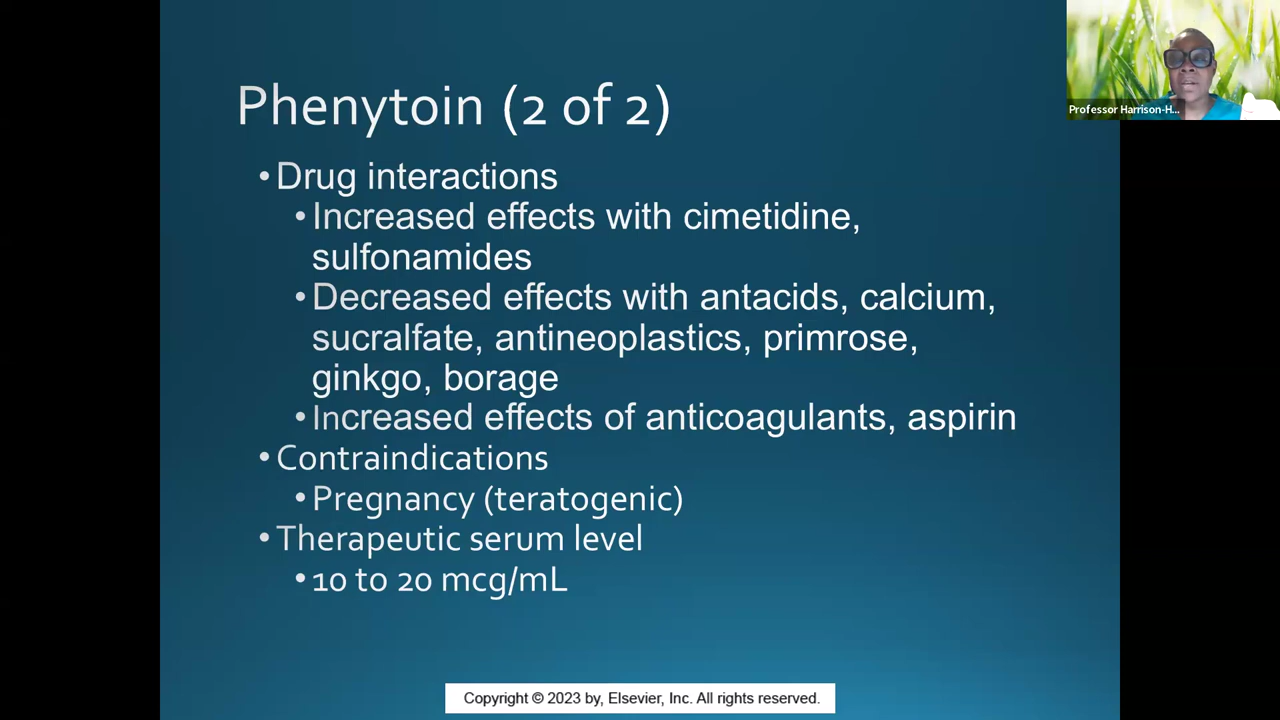 Phenytoin (2 of 2)
Professor Harrison-H...
• Drug interactions
• Increased effects with cimetidine,
sulfonamides
• Decreased effects with antacids, calcium,
sucralfate, antineoplastics, primrose,
ginkgo, borage
• Increased effects of anticoagulants, aspirin
• Contraindications
• Pregnancy (teratogenic)
• Therapeutic serum level
• 10 to 20 mcg/mL
Copyright © 2023 by, Elsevier, Inc. All rights reserved.